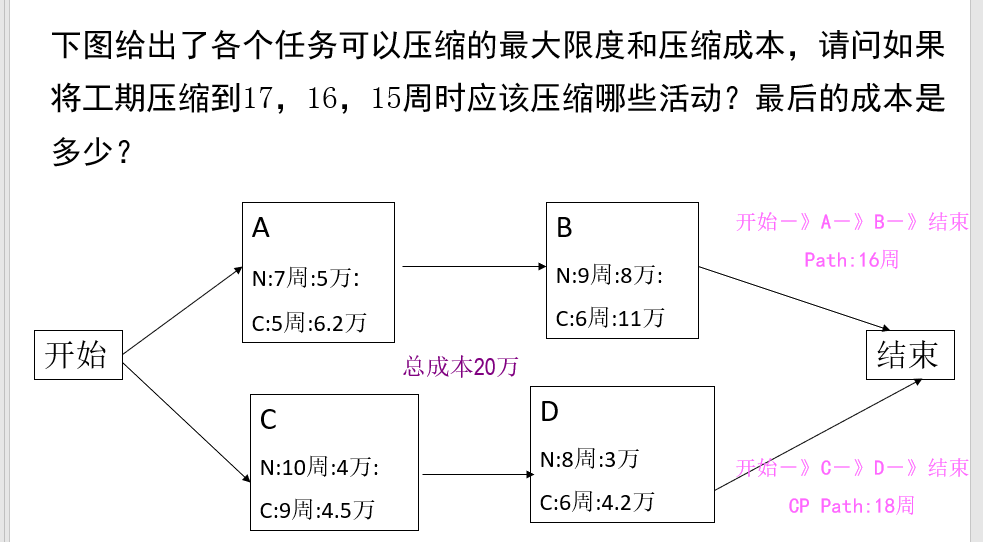 下图给出了各个任务可以压缩的最大限度和压缩成本，请问如果
将工期压缩到17，16，15周时应该压缩哪些活动？最后的成本是
多少？
A
N:7周:5万:
C:5周:6.2万
B
N:9周:8万:
C:6周:11万
开始－》A－》B－》结束
Path:16周
开始
结束
总成本20万
C
N:10周:4万:
C:9周:4.5万
D
N:8周:3万
C:6周:4.2万
开始－》C－》D－》结束
CP Path:18周